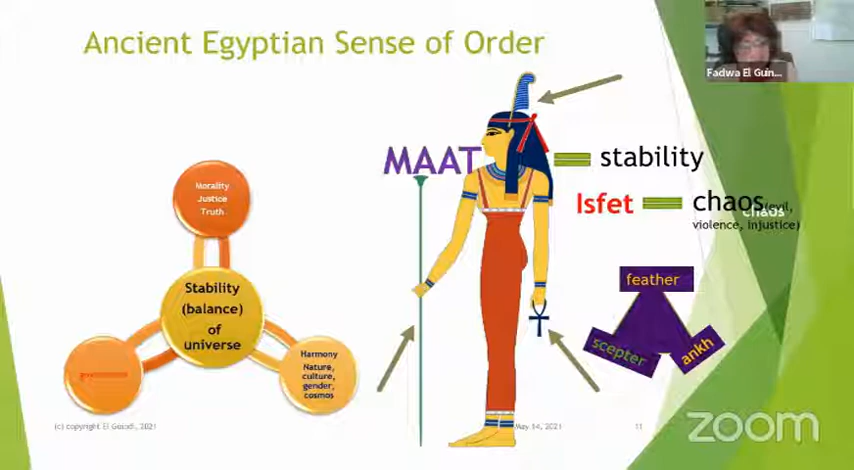 Ancient Egyptian Sense of Order
Fadwa El Guin...
MAAT
stability
Isfet
chaos (evil,
chaos
violence, injustice)
Morality
Justice
Truth
Stability
(balance)
of
universe
Harmony
Nature,
culture,
gender,
cosmos
feather
scepter
ankh
(c) copyright El Guindi, 2021
May 14, 2021
11
zoom